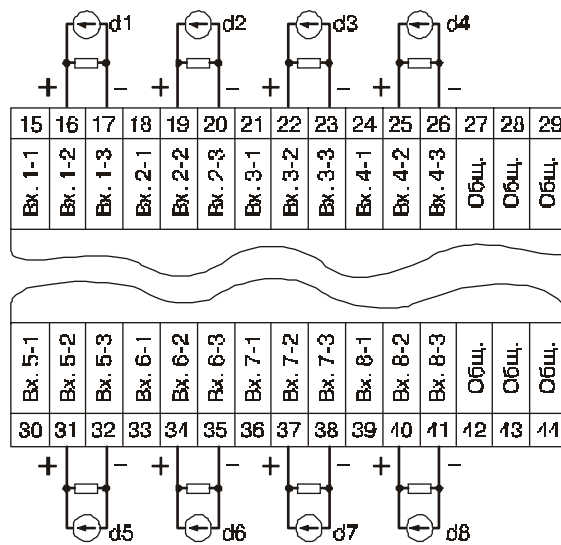 d1 d2 d3 d4
+ – + – + – + –
15 16 17 18 19 20 21 22 23 24 25 26 27 28 29
Вх. 1-1 Вх. 1-2 Вх. 1-3 Вх. 2-1 Вх. 2-2 Вх. 2-3 Вх. 3-1 Вх. 3-2 Вх. 3-3 Вх. 4-1 Вх. 4-2 Вх. 4-3 Общ. Общ. Общ.
Вх. 5-1 Вх. 5-2 Вх. 5-3 Вх. 6-1 Вх. 6-2 Вх. 6-3 Вх. 7-1 Вх. 7-2 Вх. 7-3 Вх. 8-1 Вх. 8-2 Вх. 8-3 Общ. Общ. Общ.
30 31 32 33 34 35 36 37 38 39 40 41 42 43 44
+ – + – + – + –
d5 d6 d7 d8